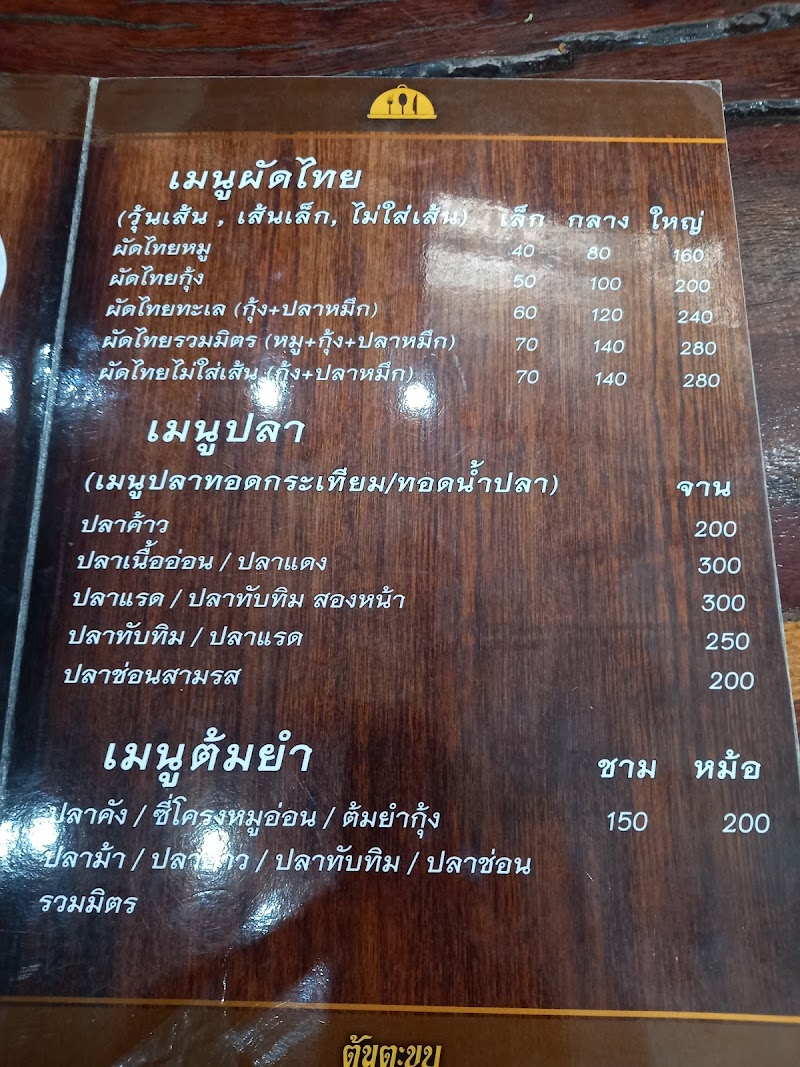 เมนูผัดไทย
(วุ้นเส้น , เส้นเล็ก, ไม่ใส่เส้น) เล็ก กลาง ใหญ่
ผัดไทยหมู 40 80 160
ผัดไทยกุ้ง 50 100 200
ผัดไทยทะเล (กุ้ง+ปลาหมึก) 60 120 240
ผัดไทยรวมมิตร (หมู+กุ้ง+ปลาหมึก) 70 140 280
ผัดไทยไม่ใส่เส้น (กุ้ง+ปลาหมึก) 70 140 280
เมนูปลา
(เมนูปลาทอดกระเทียม/ทอดน้ำปลา) จาน
ปลาค้าว 200
ปลาเนื้ออ่อน / ปลาแดง 300
ปลาแรด / ปลาทับทิม สองหน้า 300
ปลาทับทิม / ปลาแรด 250
ปลาช่อนสามรส 200
เมนูต้มยำ ชาม หม้อ
ปลาคัง / ซี่โครงหมูอ่อน / ต้มยำกุ้ง 150 200
ปลาม้า / ปลาค้าว / ปลาทับทิม / ปลาช่อน
รวมมิตร
ต้นตะขบ